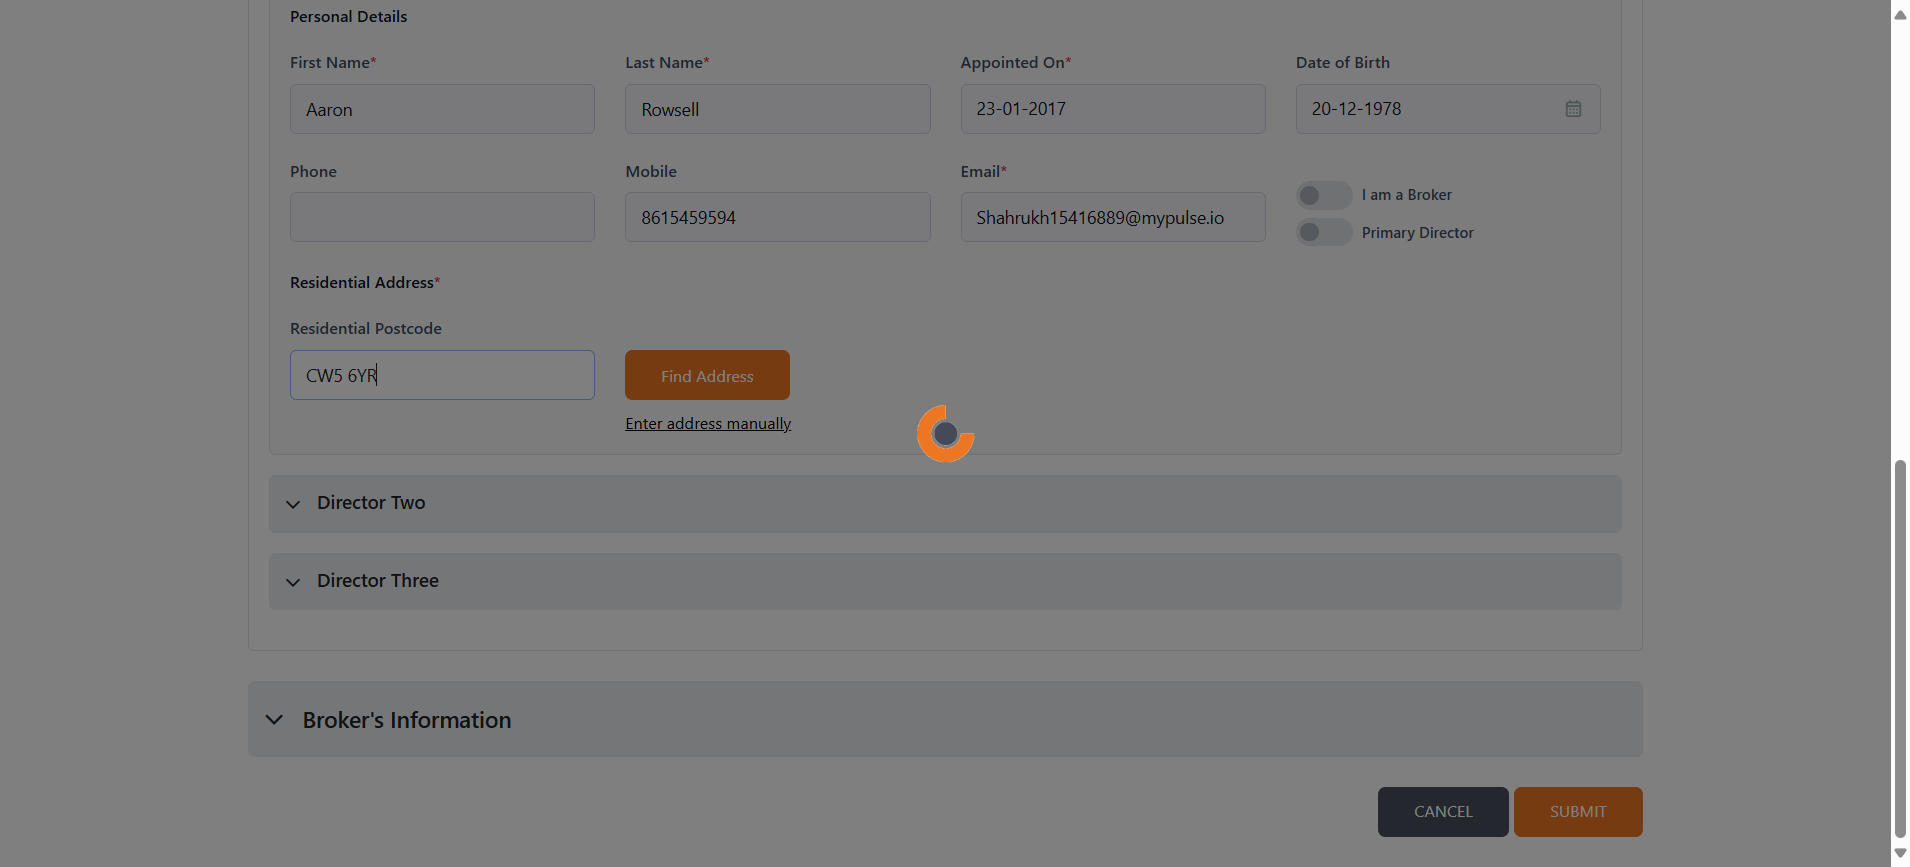 Personal Details
First Name* Last Name* Appointed On* Date of Birth
Aaron Rowsell 23-01-2017 20-12-1978
Phone Mobile Email*
8615459594 Shahrukh15416889@mypulse.io
I am a Broker
Primary Director
Residential Address*
Residential Postcode
CW5 6YR Find Address
Enter address manually
Director Two
Director Three
Broker's Information
CANCEL SUBMIT